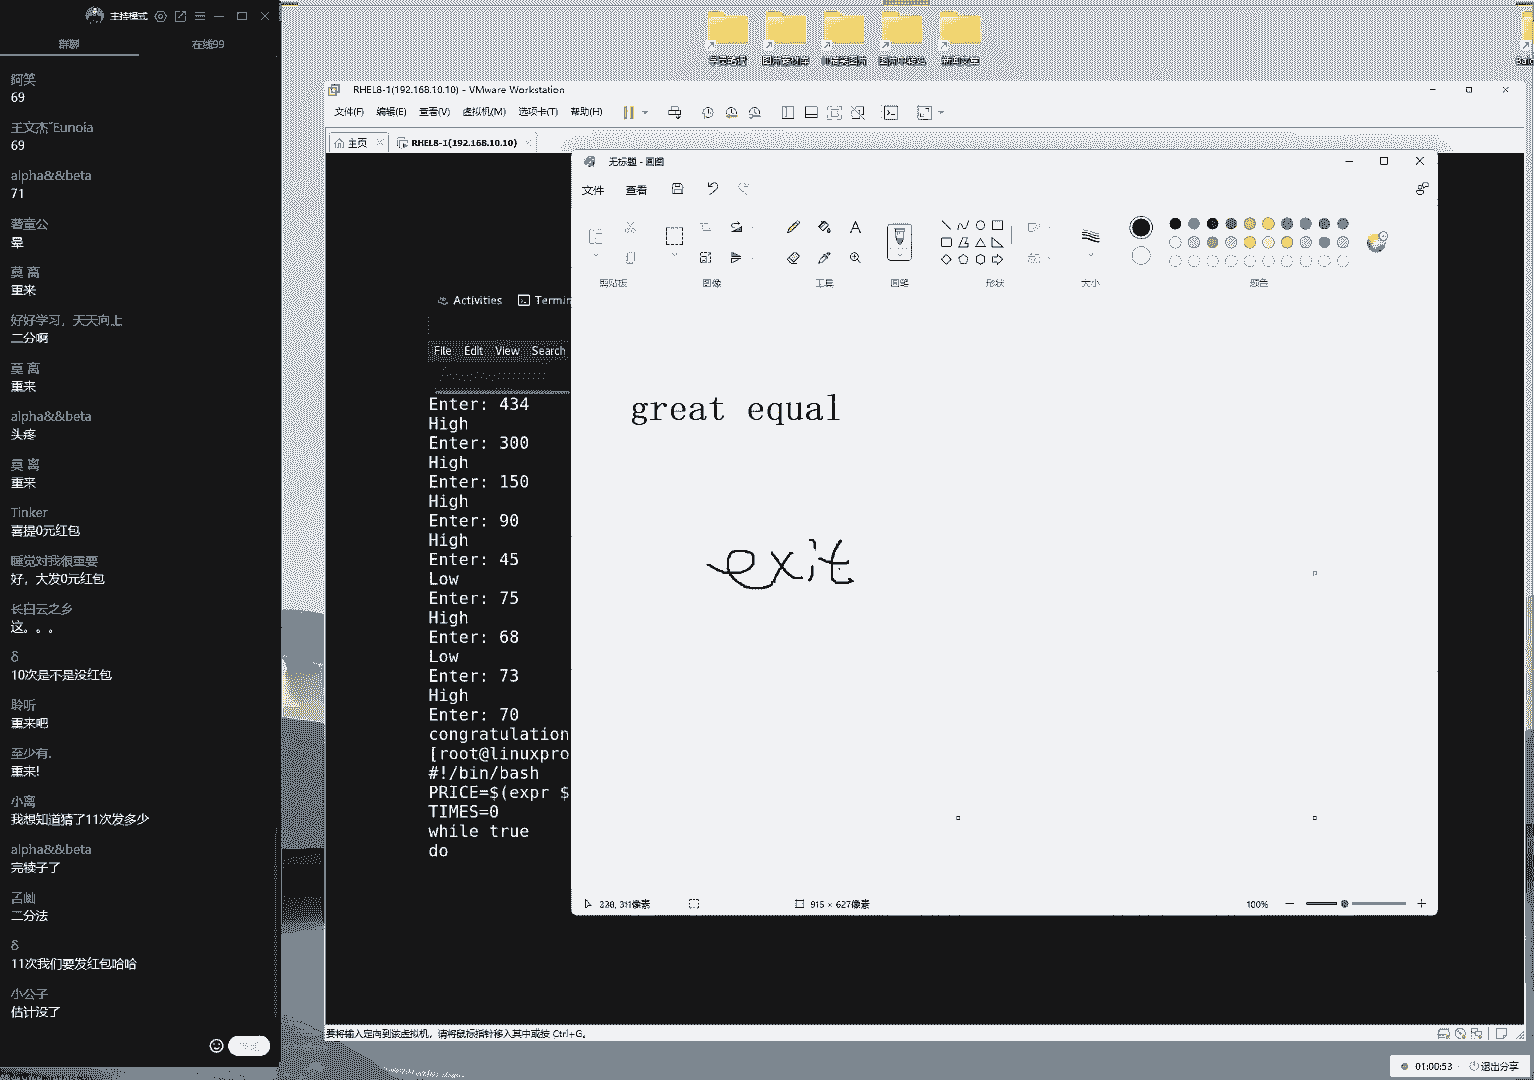 主持模式
群聊
在线99
阿笑
69
王文杰~Eunoia
69
alpha&&beta
71
著童公
晕
莫 离
重来
好好学习，天天向上
二分啊
莫 离
重来
alpha&&beta
头疼
莫 离
重来
Tinker
喜提0元红包
睡觉对我很重要
好，大发0元红包
长白云之乡
这。。。
δ
10次是不是没红包
聆听
重来吧
至少有.
重来!
小离
我想知道猜了11次发多少
alpha&&beta
完犊子了
二分法
δ
11次我们要发红包哈哈
小公子
估计没了
RHEL8-1(192.168.10.10) - VMware Workstation
文件(F) 编辑(E) 查看(V) 虚拟机(M) 选项卡(T) 帮助(H)
主页
RHEL8-1(192.168.10.10)
Activities
Termin
File Edit View Search
Enter: 434
High
Enter: 300
High
Enter: 150
High
Enter: 90
High
Enter: 45
Low
Enter: 75
High
Enter: 68
Low
Enter: 73
High
Enter: 70
congratulation
[root@linuxpro
#!/bin/bash
PRICE=$(expr $
TIMES=0
while true
do
无标题 - 画图
文件 查看
剪贴板 图像 工具 画笔 形状 大小 颜色
great equal
exit
915 × 627像素
100%
要将输入定向到该虚拟机，请将鼠标指针移入其中或按 Ctrl+G。
01:00:53
退出分享